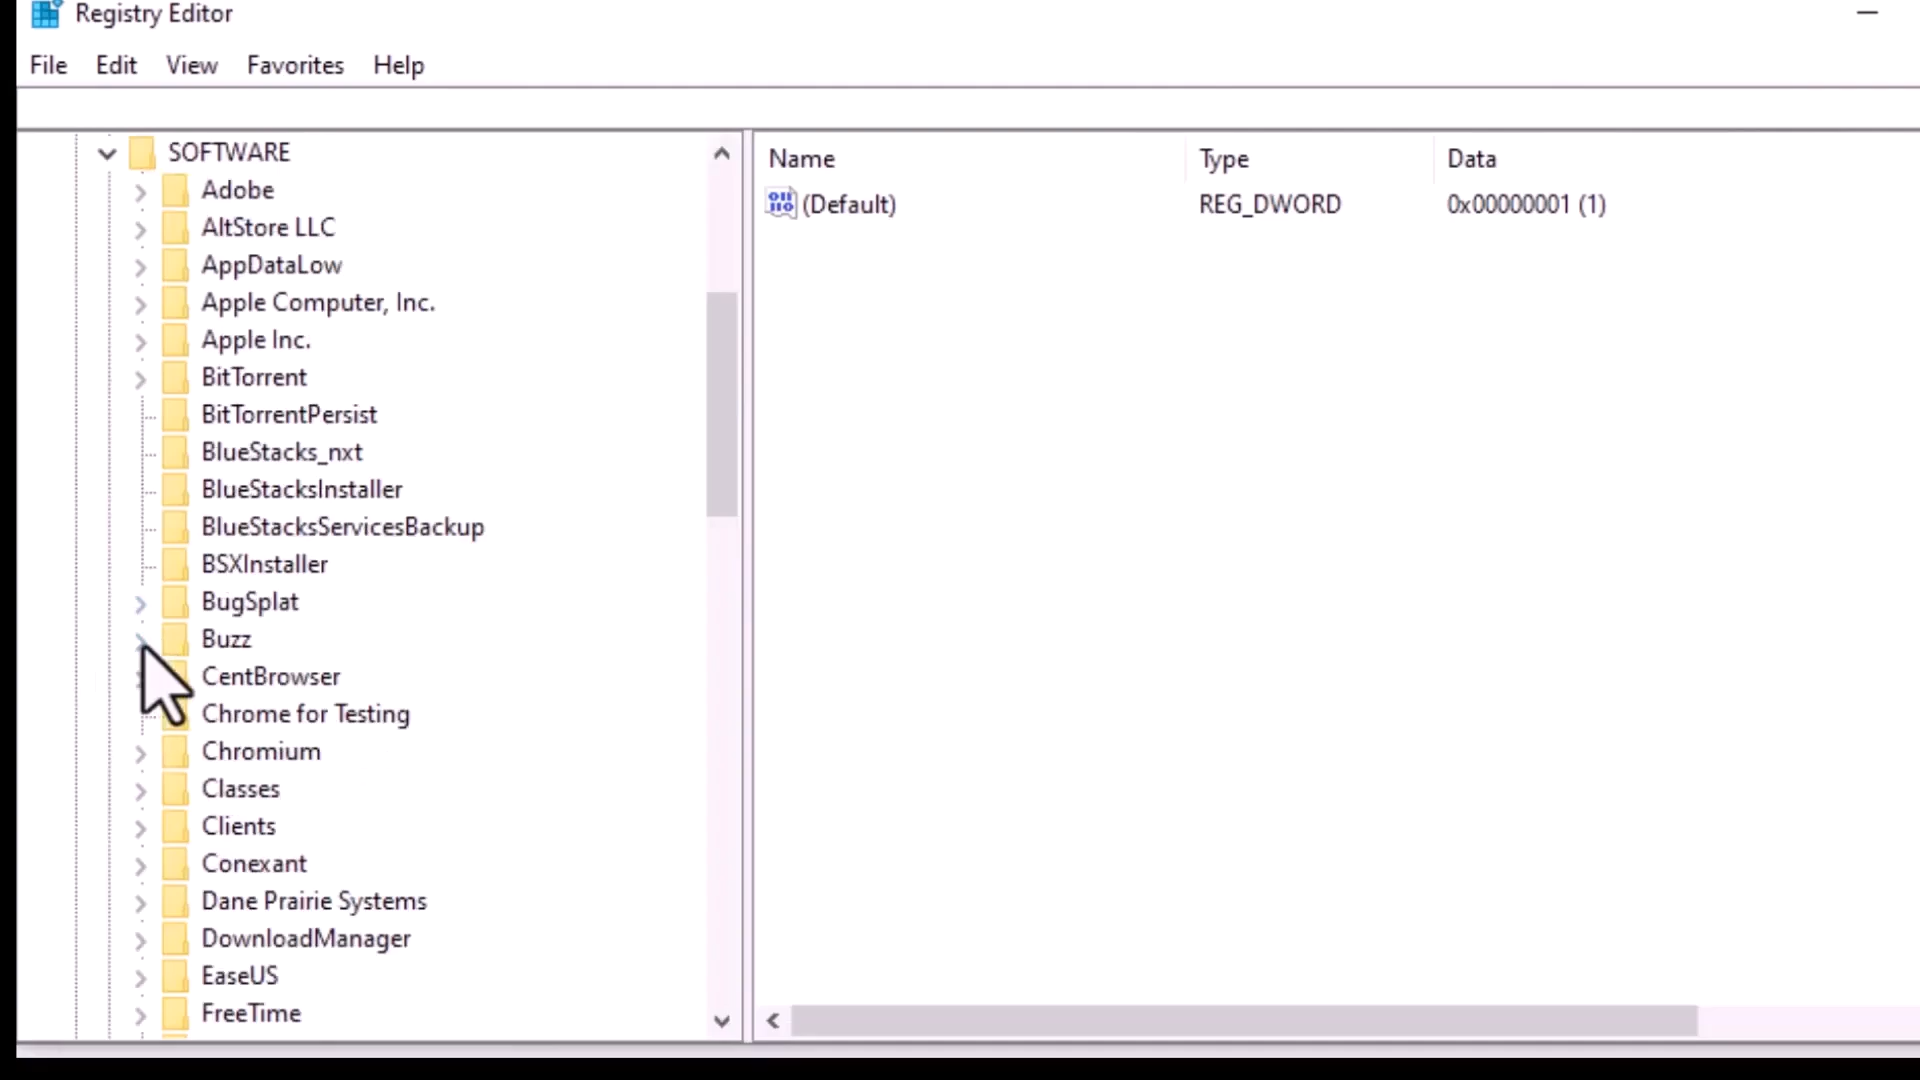 Registry Editor
File Edit View Favorites Help
SOFTWARE
Adobe
AltStore LLC
AppDataLow
Apple Computer, Inc.
Apple Inc.
BitTorrent
BitTorrentPersist
BlueStacks_nxt
BlueStacksInstaller
BlueStacksServicesBackup
BSXInstaller
BugSplat
Buzz
CentBrowser
Chrome for Testing
Chromium
Classes
Clients
Conexant
Dane Prairie Systems
DownloadManager
EaseUS
FreeTime
Name Type Data
(Default) REG_DWORD 0x00000001 (1)